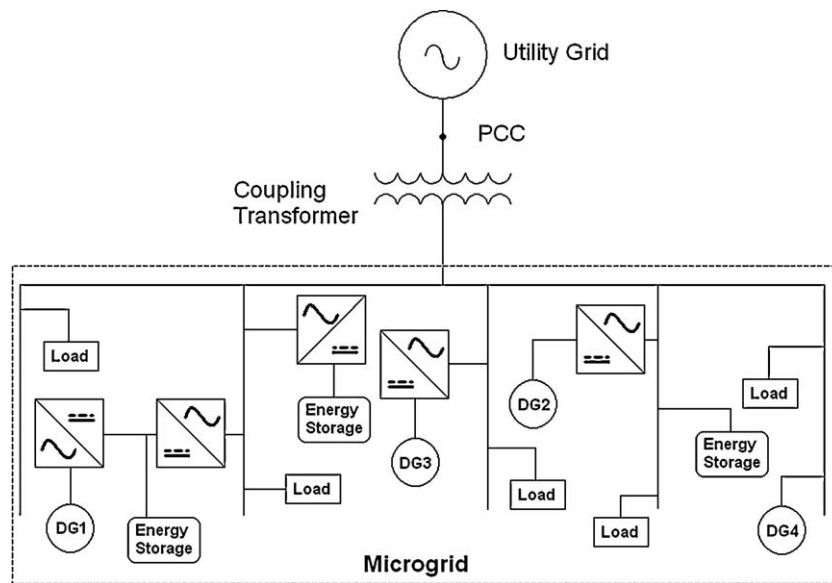 Utility Grid
PCC
Coupling
Transformer
Load
Energy
Storage
DG2
Load
DG3
Energy
Storage
Load
Load
DG1
Energy
Storage
Load
DG4
Microgrid